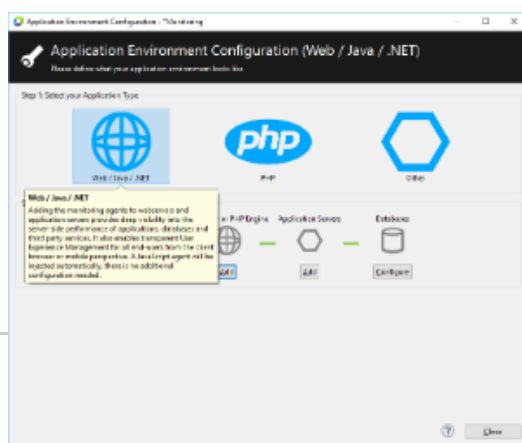 Application Environment Configuration - "Monitoring"
Application Environment Configuration (Web / Java / .NET)
Please define what your application environment looks like.
Step 1: Select your Application Type
Web / Java / .NET
PHP
Other
php
Web / Java / .NET
Adding the monitoring agents to webservers and
application servers provides deep visibility into the
server-side performance of applications, databases and
third party services. It also enables transparent User
Experience Management for all end-users from the client
browser or mobile perspective. A JavaScript agent will be
injected automatically, there is no additional
configuration needed.
or PHP Engine
Application Servers
Databases
Add
Add
Configure
Close